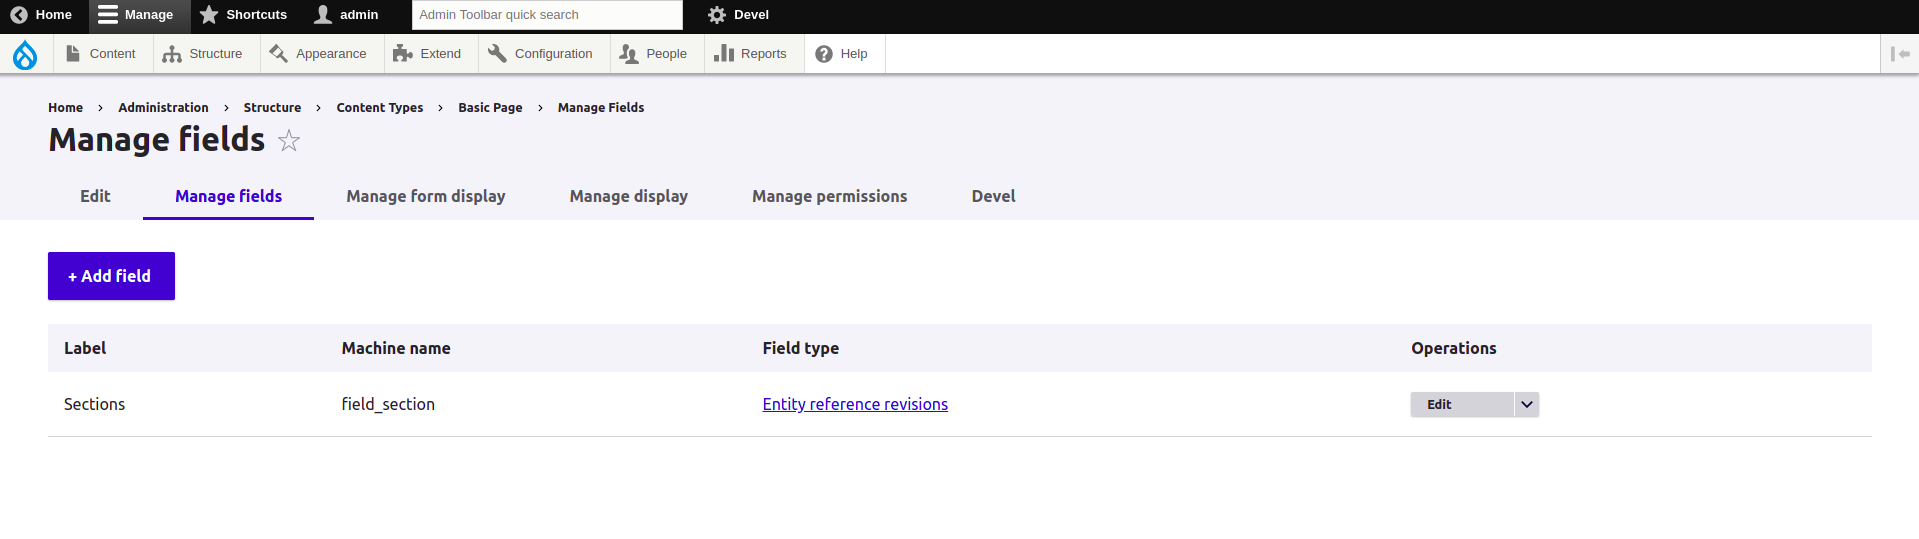 Home Manage Shortcuts admin Admin Toolbar quick search Devel
Content Structure Appearance Extend Configuration People Reports Help
Home › Administration › Structure › Content Types › Basic Page › Manage Fields
Manage fields
Edit Manage fields Manage form display Manage display Manage permissions Devel
+ Add field
Label Machine name Field type Operations
Sections field_section Entity reference revisions Edit